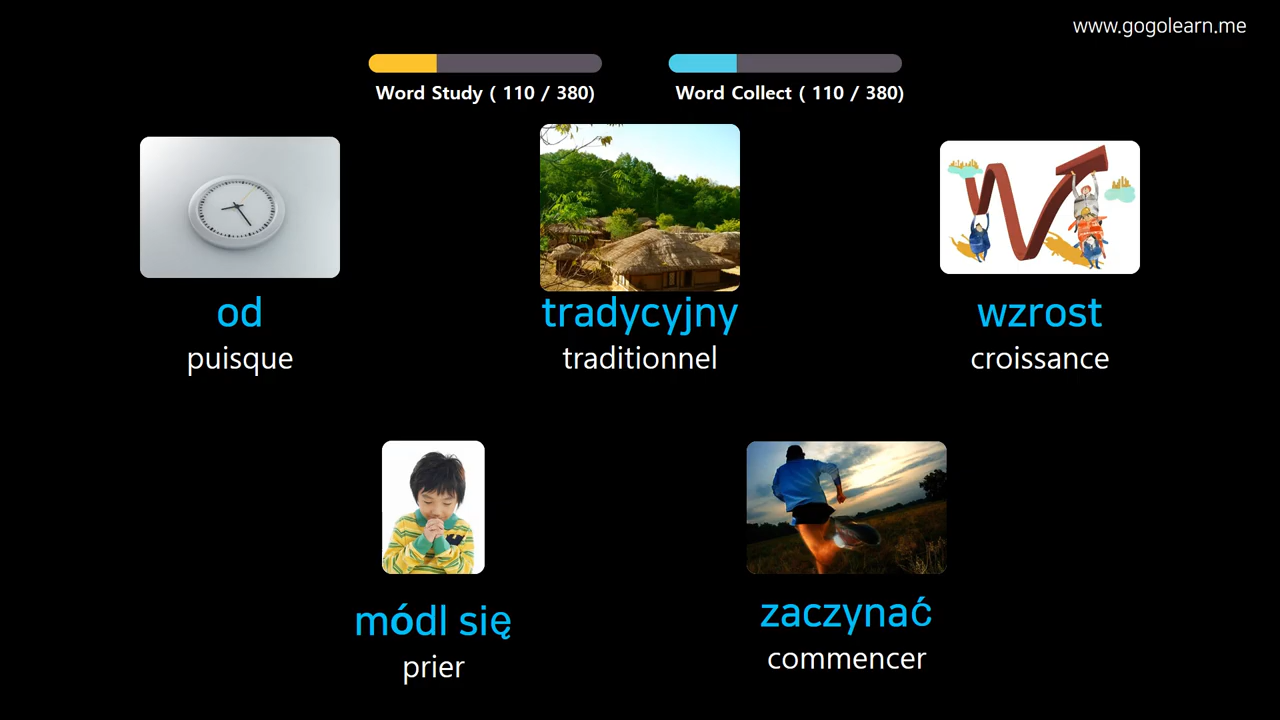 www.gogolearn.me
Word Study ( 110 / 380)
Word Collect ( 110 / 380)
od
puisque
tradycyjny
traditionnel
wzrost
croissance
módl się
prier
zaczynać
commencer